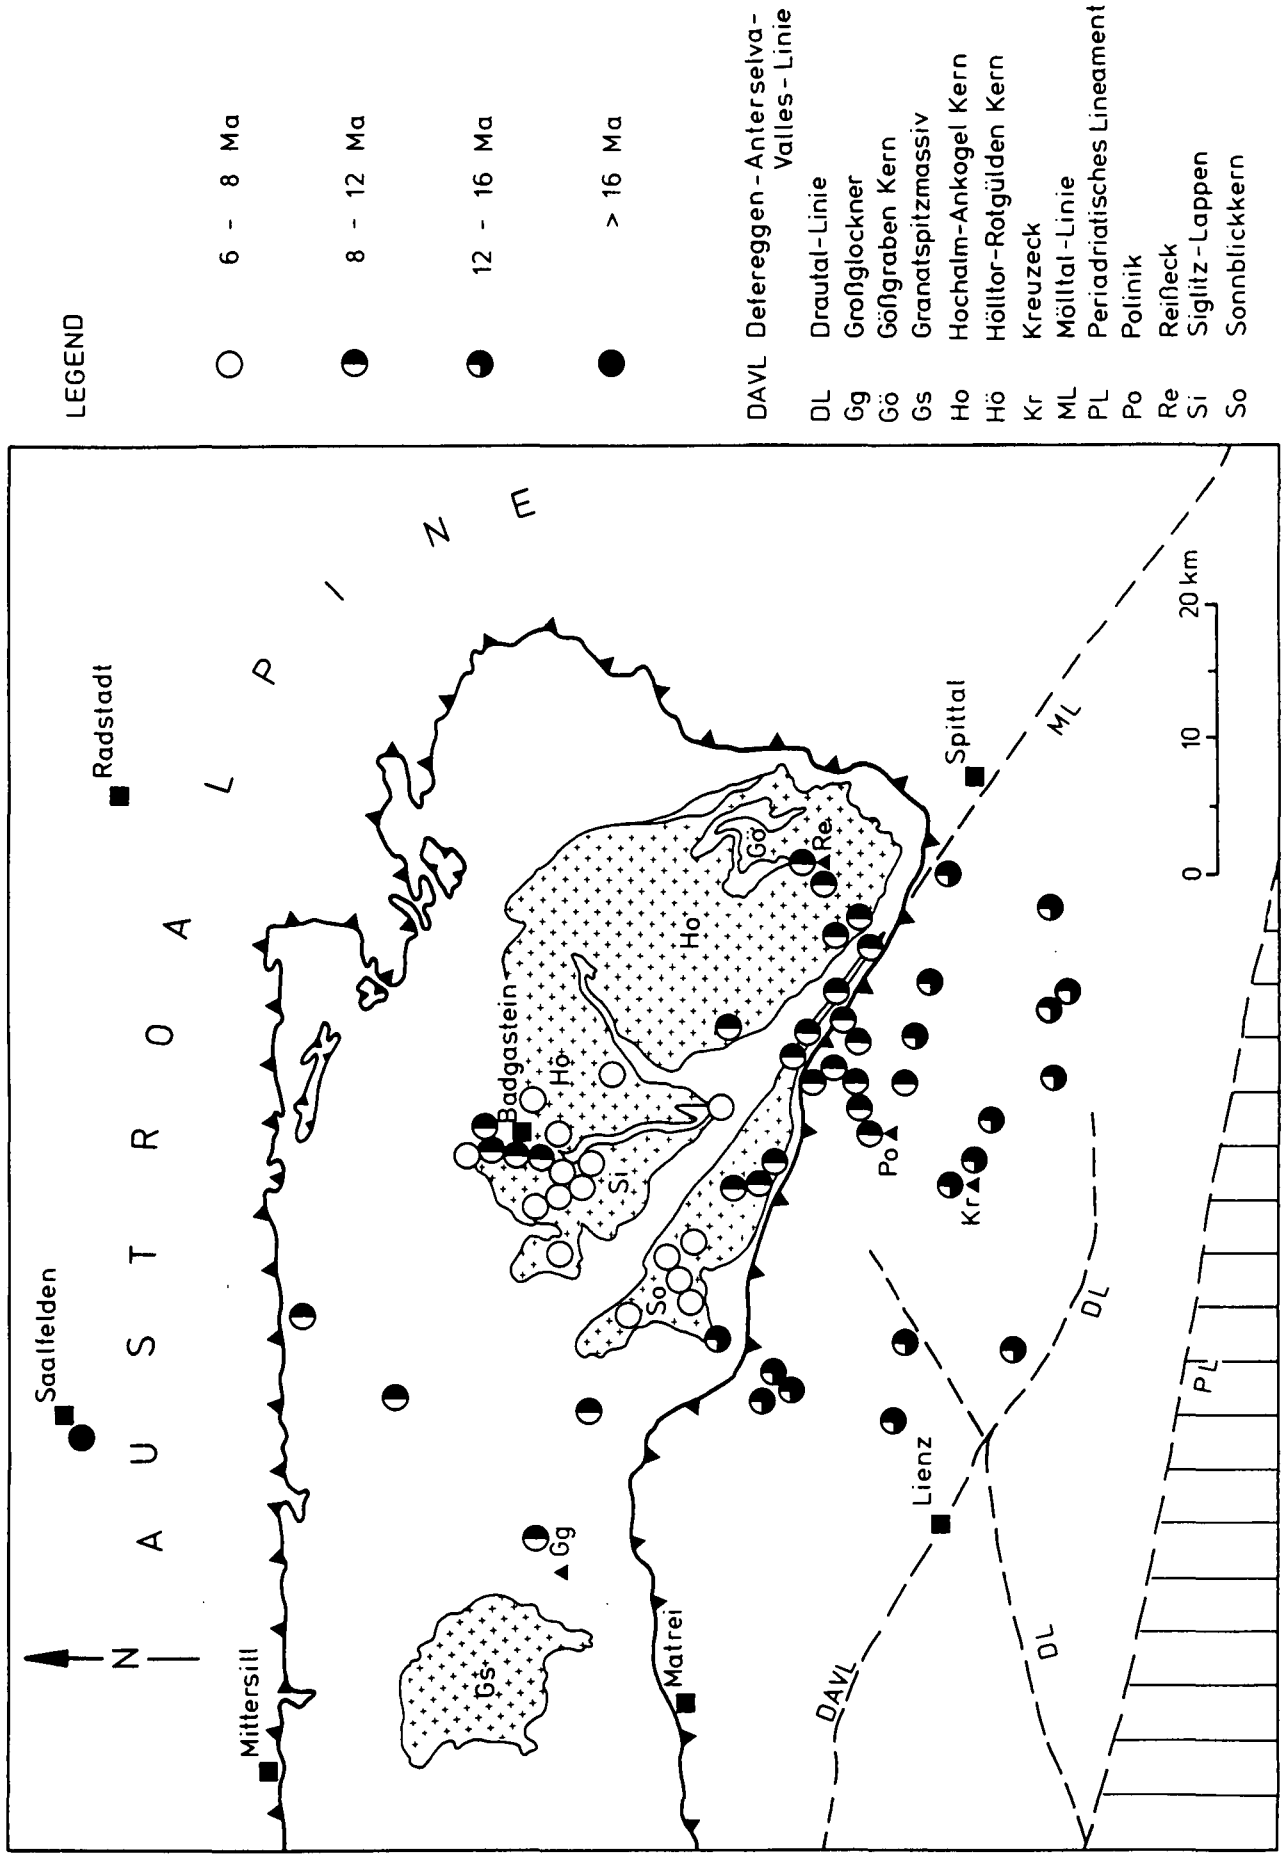 LEGEND
6 - 8 Ma
8 - 12 Ma
12 - 16 Ma
> 16 Ma
DAVL Defereggen-Anterselva-
Valles-Linie
DL Drautal-Linie
Gg Großglockner
Gö Gößgraben Kern
Gs Granatspitzmassiv
Ho Hochalm-Ankogel Kern
Hö Hölltor-Rotgülden Kern
Kr Kreuzeck
ML Mölltal-Linie
PL Periadriatisches Lineament
Po Polinik
Re Reißeck
Si Siglitz-Lappen
So Sonnblickkern
Saalfelden
Radstadt
AUSTROALPINE
N
Mittersill
Badgastein
Hö
Ho
Gö
Re
Si
So
Gs
Gg
Matrei
Spittal
Po
Kr
Lienz
DAVL
DL
DL
ML
PL
0 10 20 km